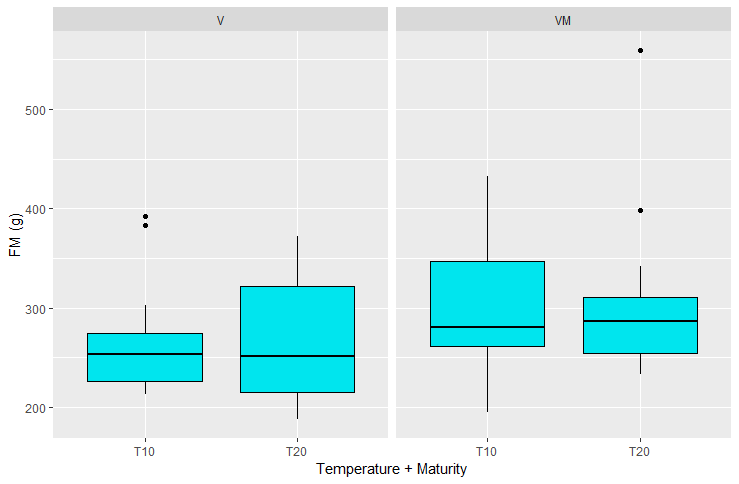 V VM
FM (g)
500
400
300
200
T10 T20 T10 T20
Temperature + Maturity